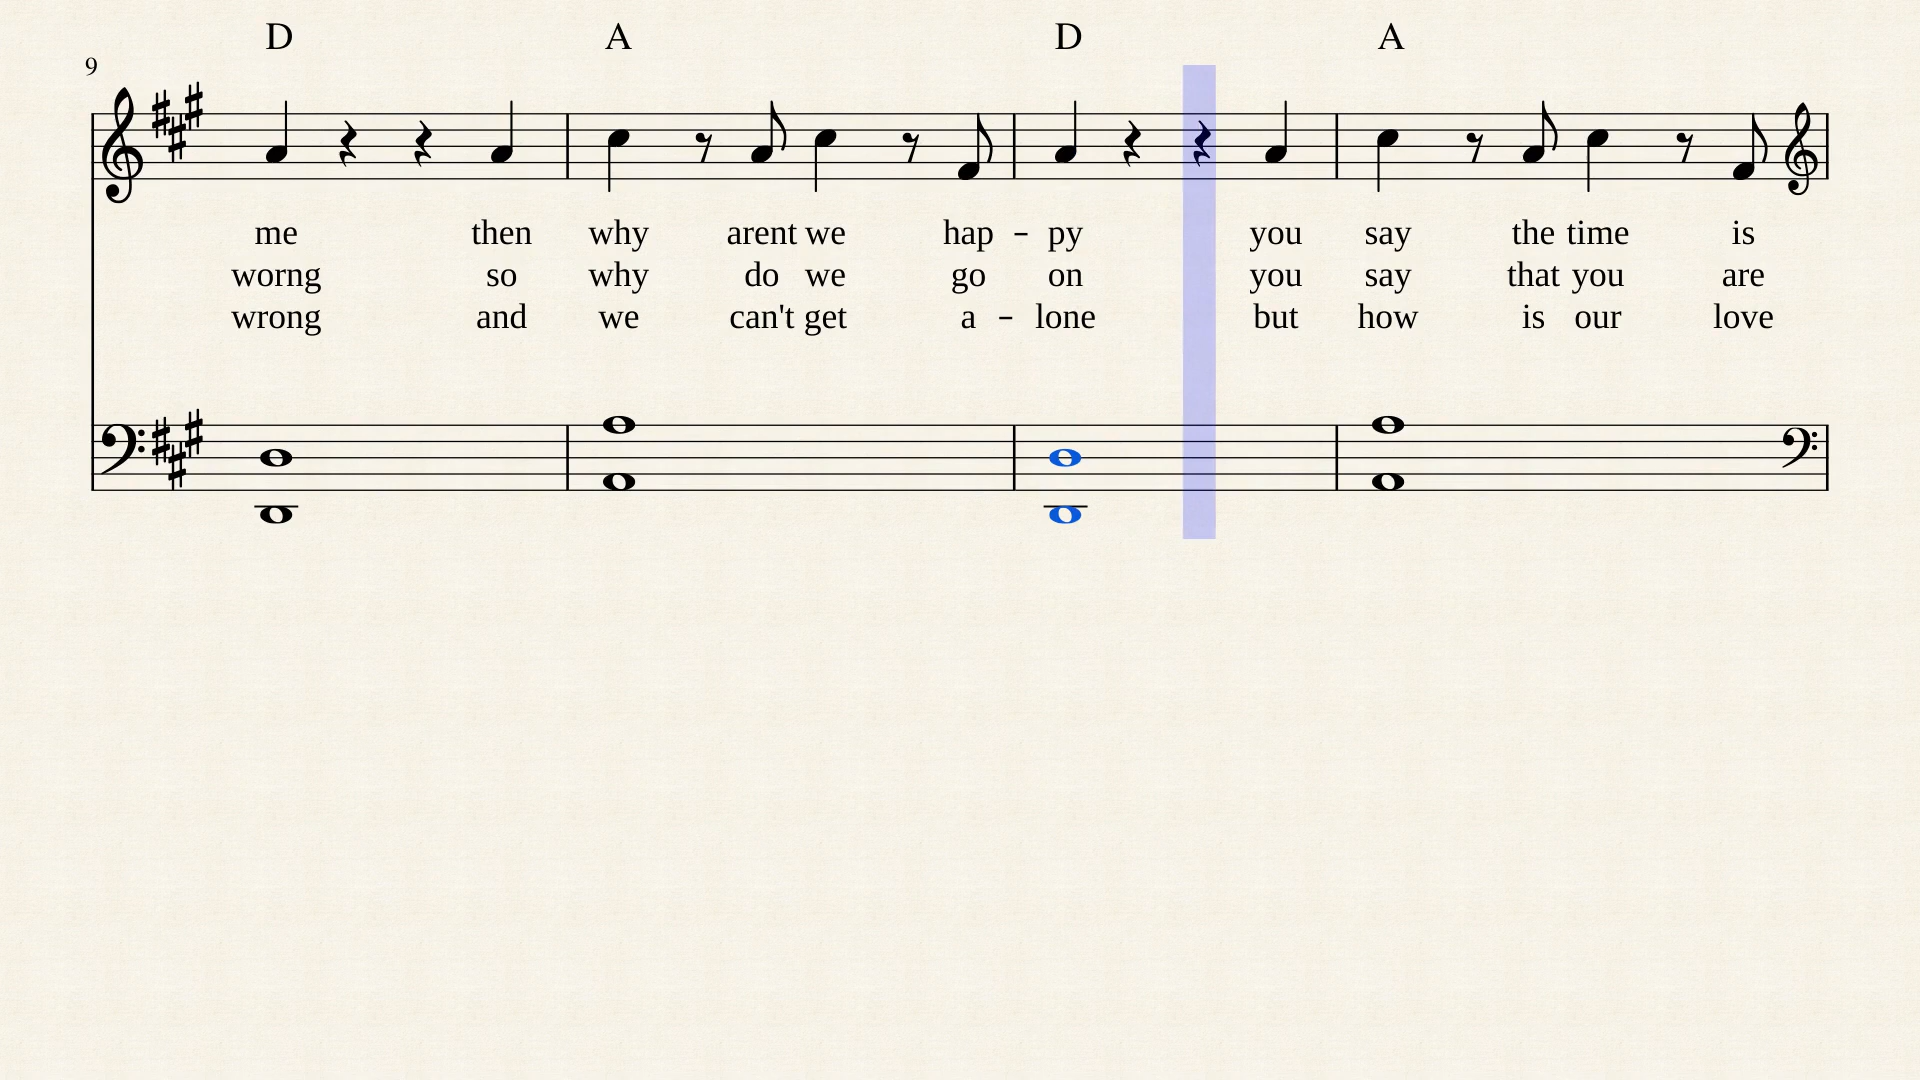 D A D A
9
me then why arent we hap - py you say the time is
worng so why do we go on you say that you are
wrong and we can't get a - lone but how is our love